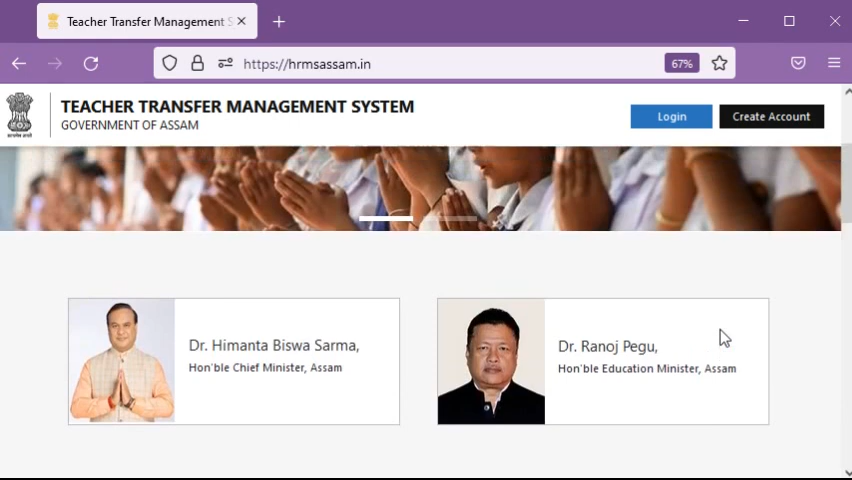 Teacher Transfer Management S
https://hrmsassam.in
67%
TEACHER TRANSFER MANAGEMENT SYSTEM
GOVERNMENT OF ASSAM
Login
Create Account
Dr. Himanta Biswa Sarma,
Hon`ble Chief Minister, Assam
Dr. Ranoj Pegu,
Hon`ble Education Minister, Assam